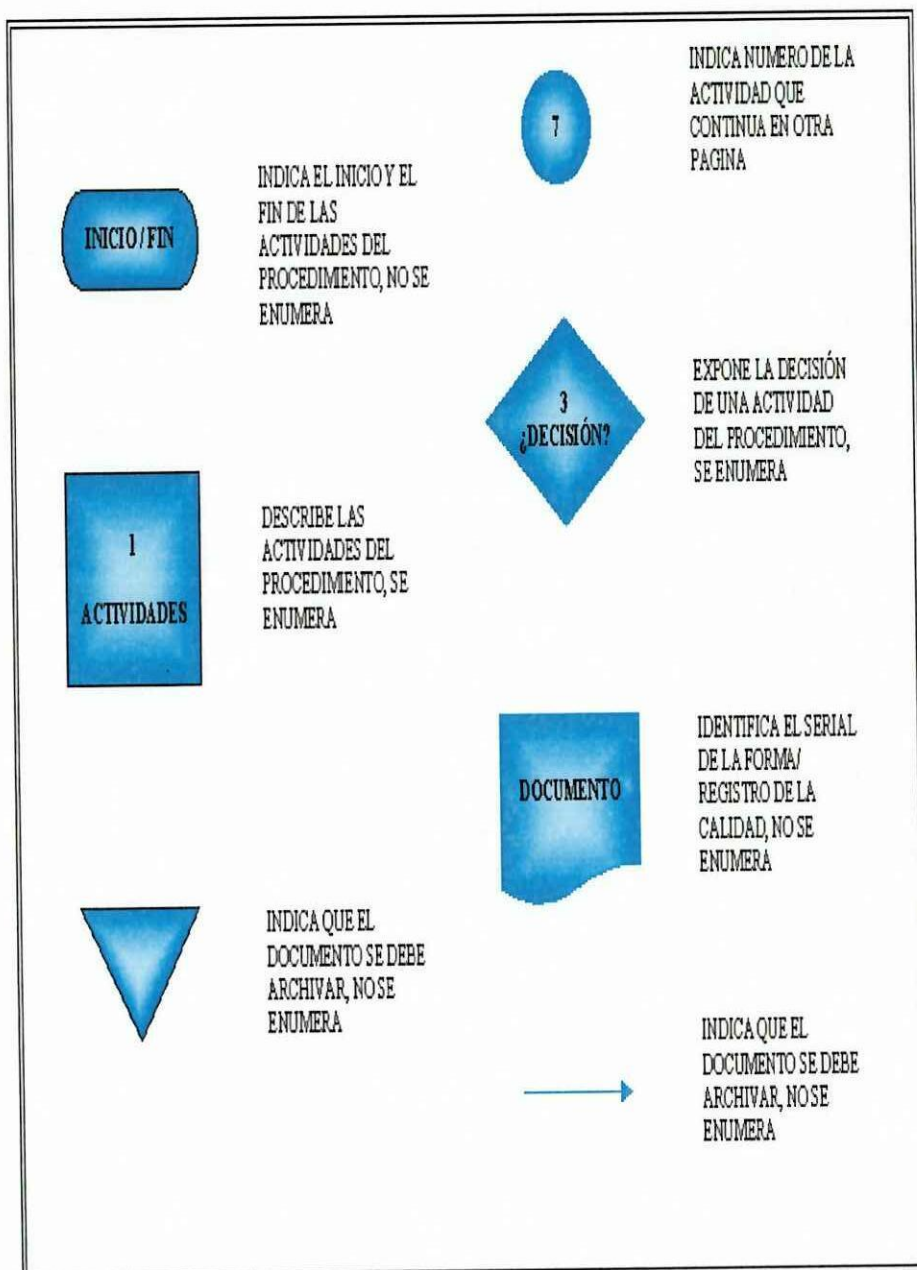 INICIO / FIN
INDICA EL INICIO Y EL
FIN DE LAS
ACTIVIDADES DEL
PROCEDIMIENTO, NO SE
ENUMERA
7
INDICA NUMERO DE LA
ACTIVIDAD QUE
CONTINUA EN OTRA
PAGINA
3
¿DECISIÓN?
EXPONE LA DECISIÓN
DE UNA ACTIVIDAD
DEL PROCEDIMIENTO,
SE ENUMERA
1
ACTIVIDADES
DESCRIBE LAS
ACTIVIDADES DEL
PROCEDIMIENTO, SE
ENUMERA
DOCUMENTO
IDENTIFICA EL SERIAL
DE LA FORMA/
REGISTRO DE LA
CALIDAD, NO SE
ENUMERA
INDICA QUE EL
DOCUMENTO SE DEBE
ARCHIVAR, NO SE
ENUMERA
INDICA QUE EL
DOCUMENTO SE DEBE
ARCHIVAR, NO SE
ENUMERA